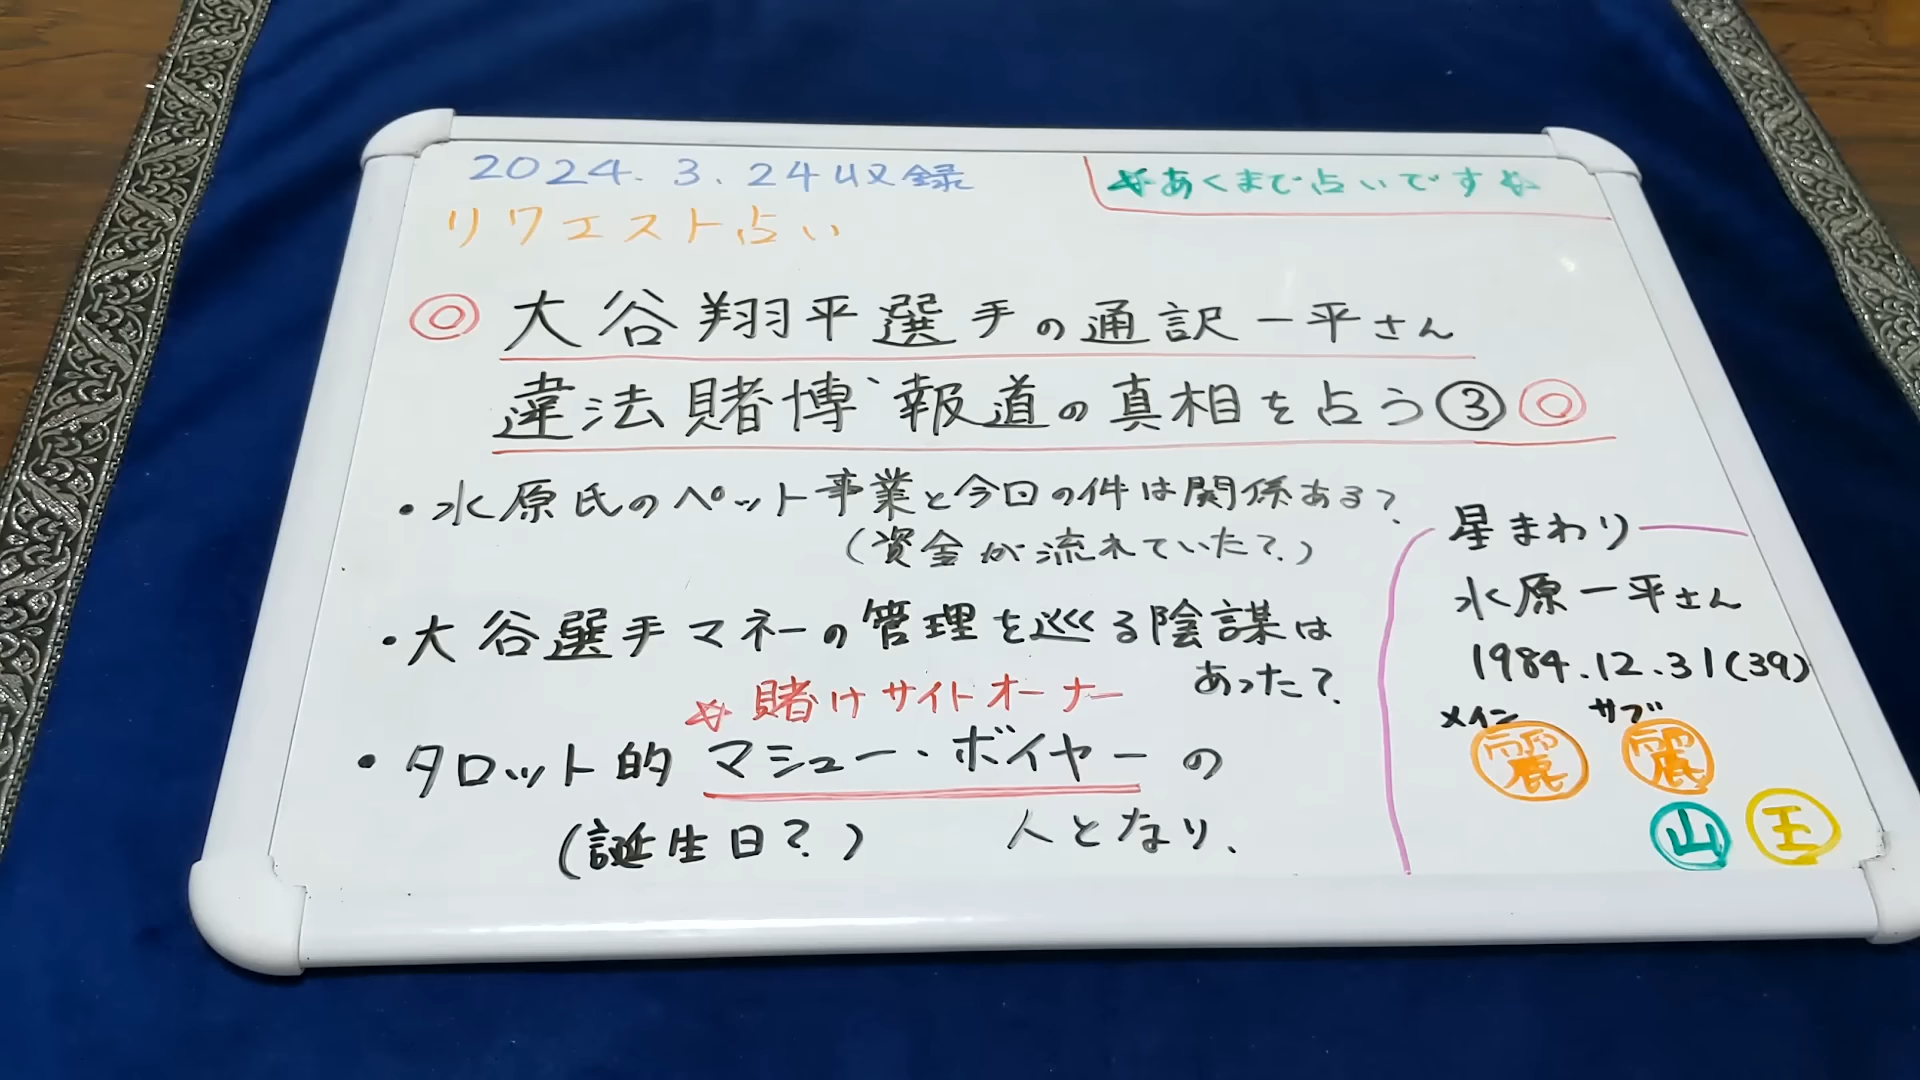 2024.3.24収録
☆あくまで占いです☆
リクエスト占い
◎大谷翔平選手の通訳一平さん
違法賭博報道の真相を占う③◎
・水原氏のペット事業と今回の件は関係ある?
(資金が流れていた?)
・大谷選手マネーの管理を巡る陰謀は
あった?
☆賭けサイトオーナー
・タロット的マシュー・ボイヤーの
(誕生日?) 人となり、
星まわり
水原一平さん
1984.12.31(39)
メイン サブ
麗 麗
山 玉